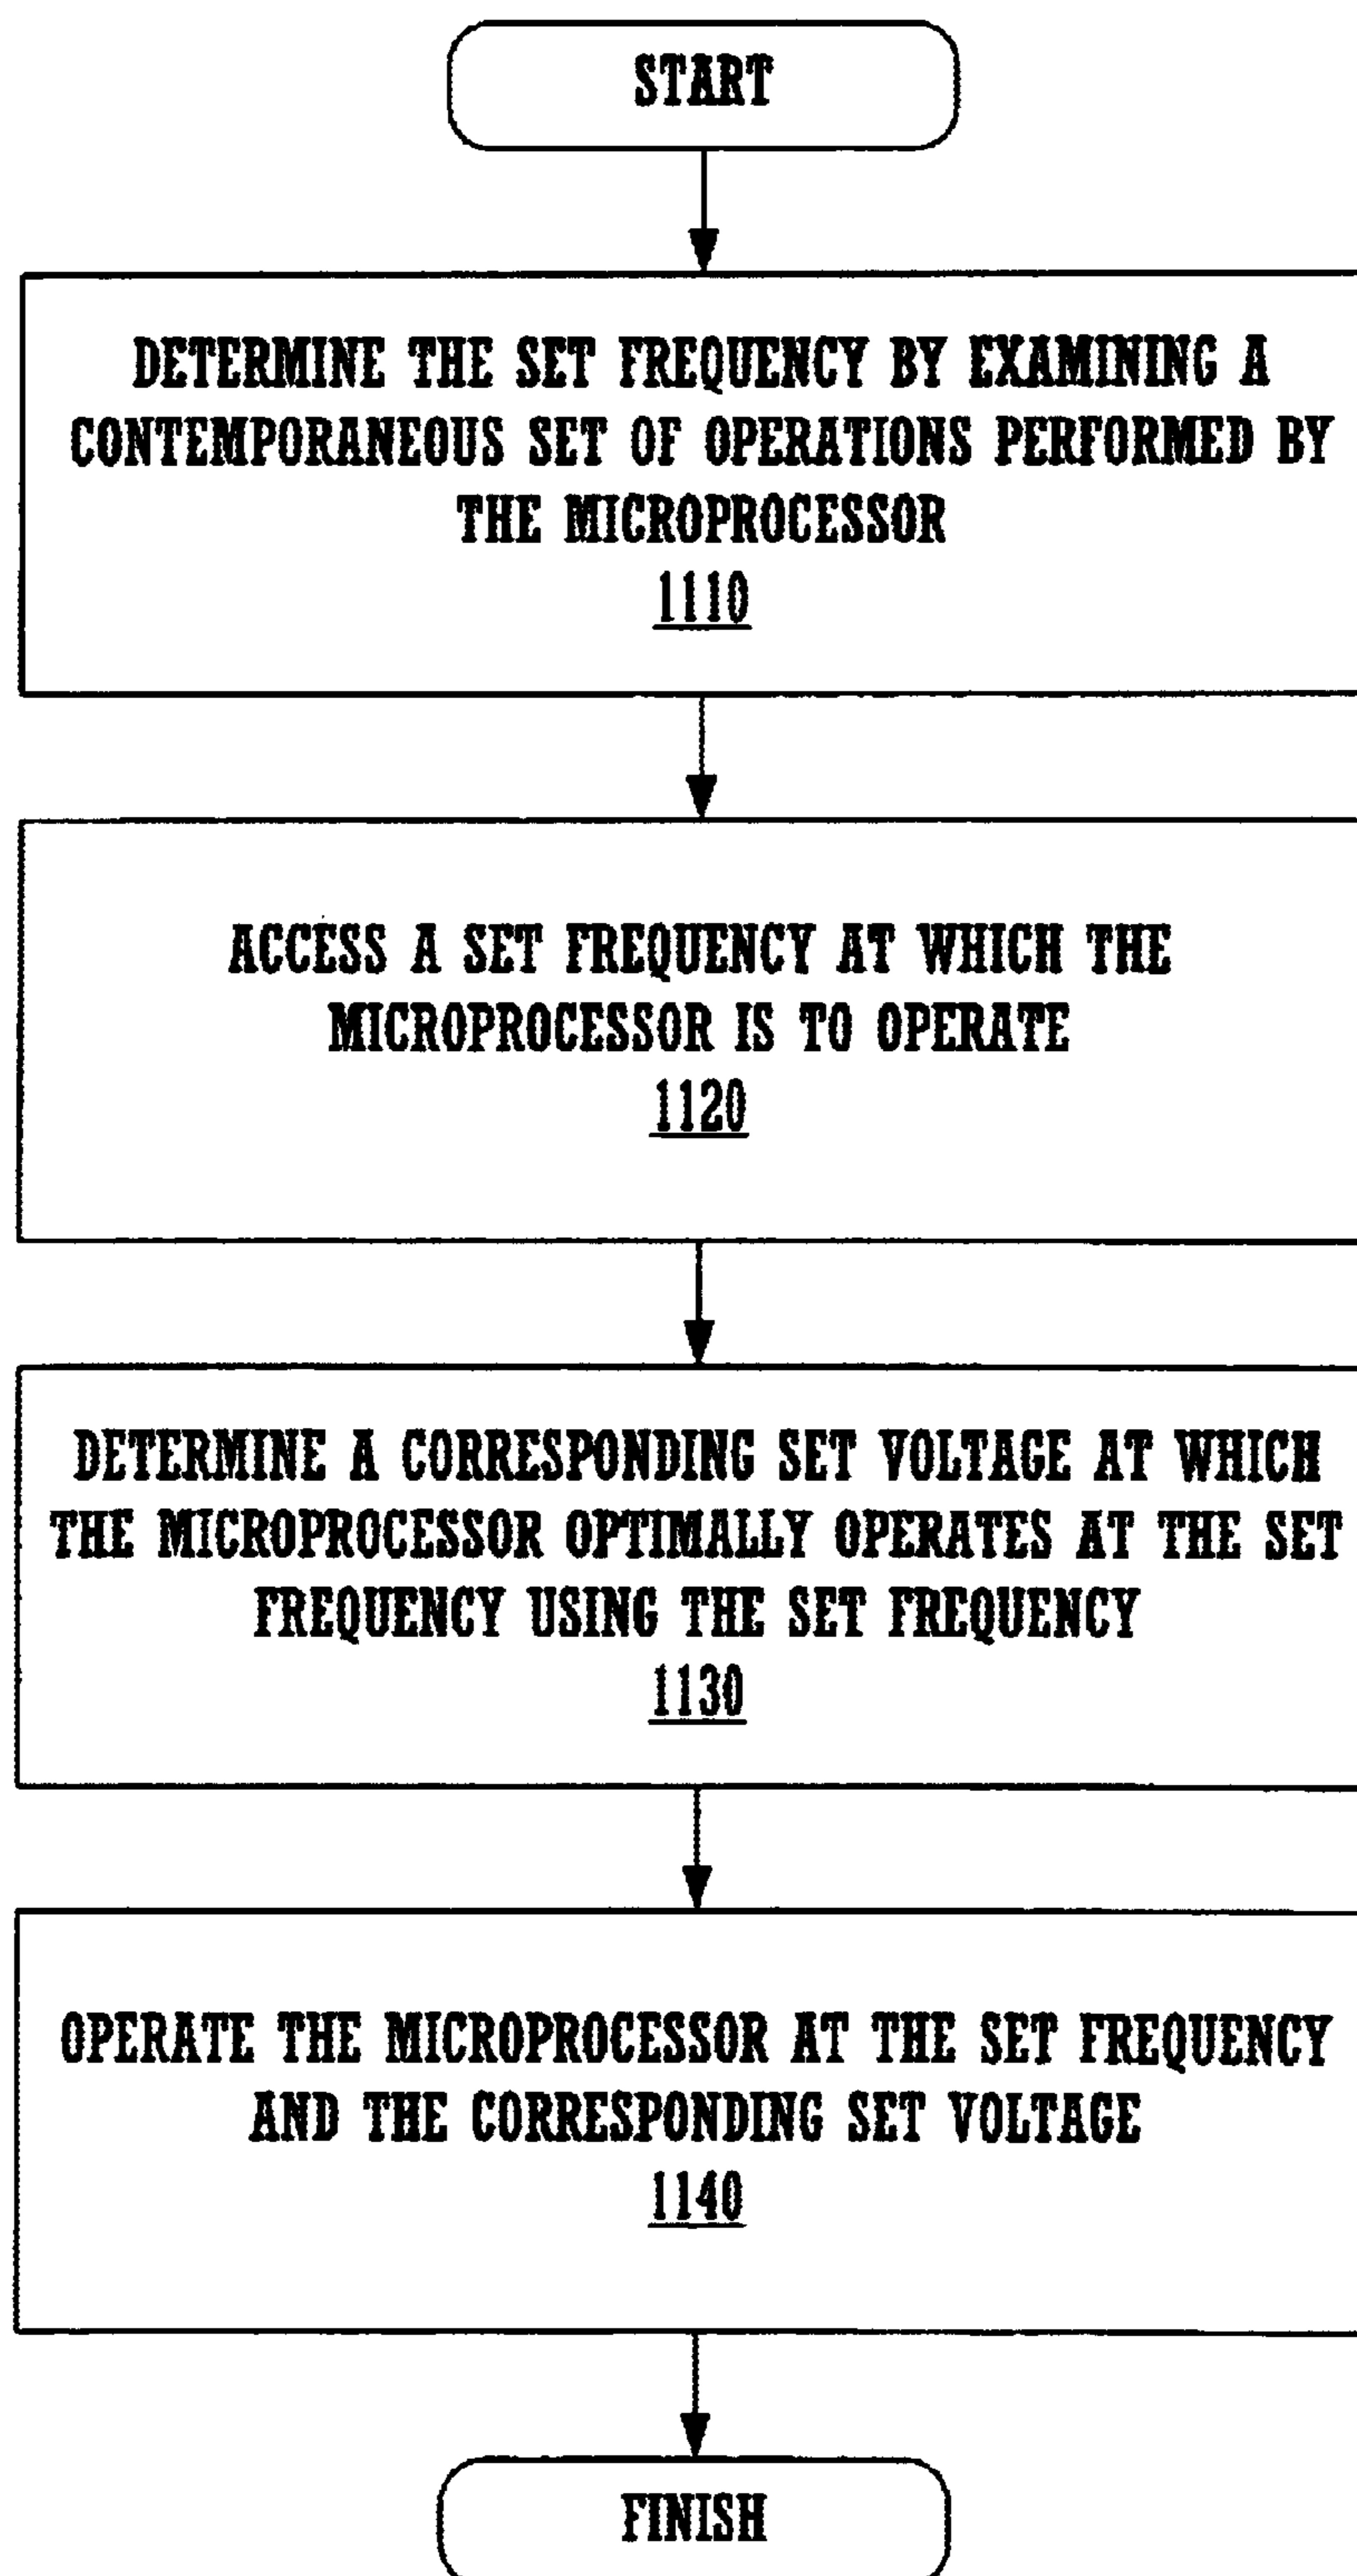 START
DETERMINE THE SET FREQUENCY BY EXAMINING A
CONTEMPORANEOUS SET OF OPERATIONS PERFORMED BY
THE MICROPROCESSOR
1110
ACCESS A SET FREQUENCY AT WHICH THE
MICROPROCESSOR IS TO OPERATE
1120
DETERMINE A CORRESPONDING SET VOLTAGE AT WHICH
THE MICROPROCESSOR OPTIMALLY OPERATES AT THE SET
FREQUENCY USING THE SET FREQUENCY
1130
OPERATE THE MICROPROCESSOR AT THE SET FREQUENCY
AND THE CORRESPONDING SET VOLTAGE
1140
FINISH